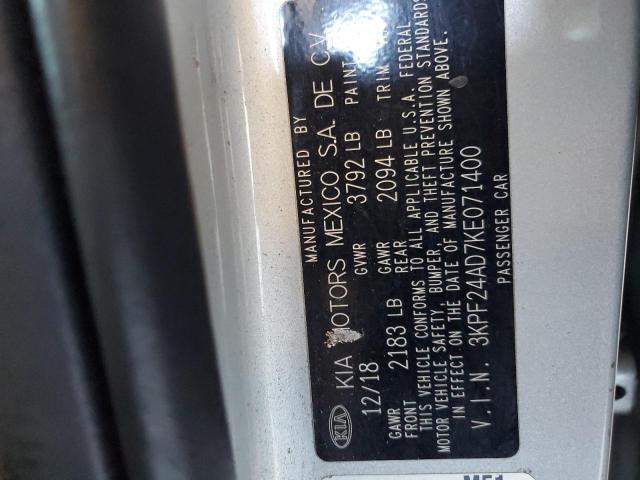 MANUFACTURED BY
KIA MOTORS MEXICO S.A. DE C.V.
12/18 GVWR 3792 LB PAINT
GAWR FRONT 2183 LB GAWR REAR 2094 LB TRIM
THIS VEHICLE CONFORMS TO ALL APPLICABLE U.S.A. FEDERAL
MOTOR VEHICLE SAFETY, BUMPER, AND THEFT PREVENTION STANDARDS
IN EFFECT ON THE DATE OF MANUFACTURE SHOWN ABOVE.
V.I.N. 3KPF24AD7KE071400
PASSENGER CAR
KIA